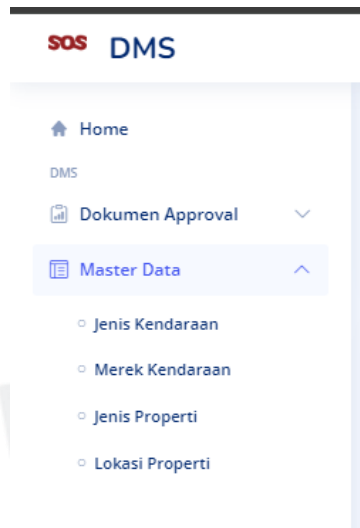 SOS DMS
Home
DMS
Dokumen Approval
Master Data
Jenis Kendaraan
Merek Kendaraan
Jenis Properti
Lokasi Properti